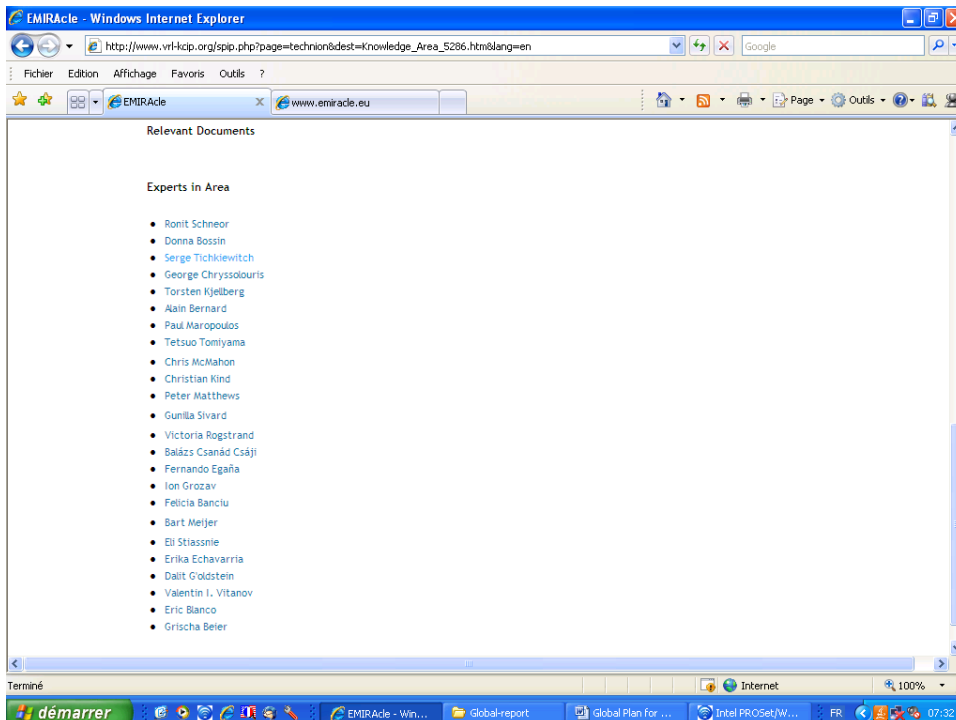 EMIRAcle - Windows Internet Explorer
http://www.vrl-kcip.org/spip.php?page=technion&dest=Knowledge_Area_5286.htm&lang=en
Google
Fichier Edition Affichage Favoris Outils ?
EMIRAcle www.emiracle.eu Page Outils
Relevant Documents
Experts in Area
Ronit Schneor
Donna Bossin
Serge Tichkiewitch
George Chryssolouris
Torsten Kjellberg
Alain Bernard
Paul Maropoulos
Tetsuo Tomiyama
Chris McMahon
Christian Kind
Peter Matthews
Gunilla Sivard
Victoria Rogstrand
Balázs Csanád Csáji
Fernando Egaña
Ion Grozav
Felicia Banciu
Bart Meijer
Eli Stiassnie
Erika Echavarria
Dalit G'oldstein
Valentin I. Vitanov
Eric Blanco
Grischa Beier
Terminé Internet 100%
démarrer EMIRAcle - Win... Global-report Global Plan for ... Intel PROSet/W... FR 07:32